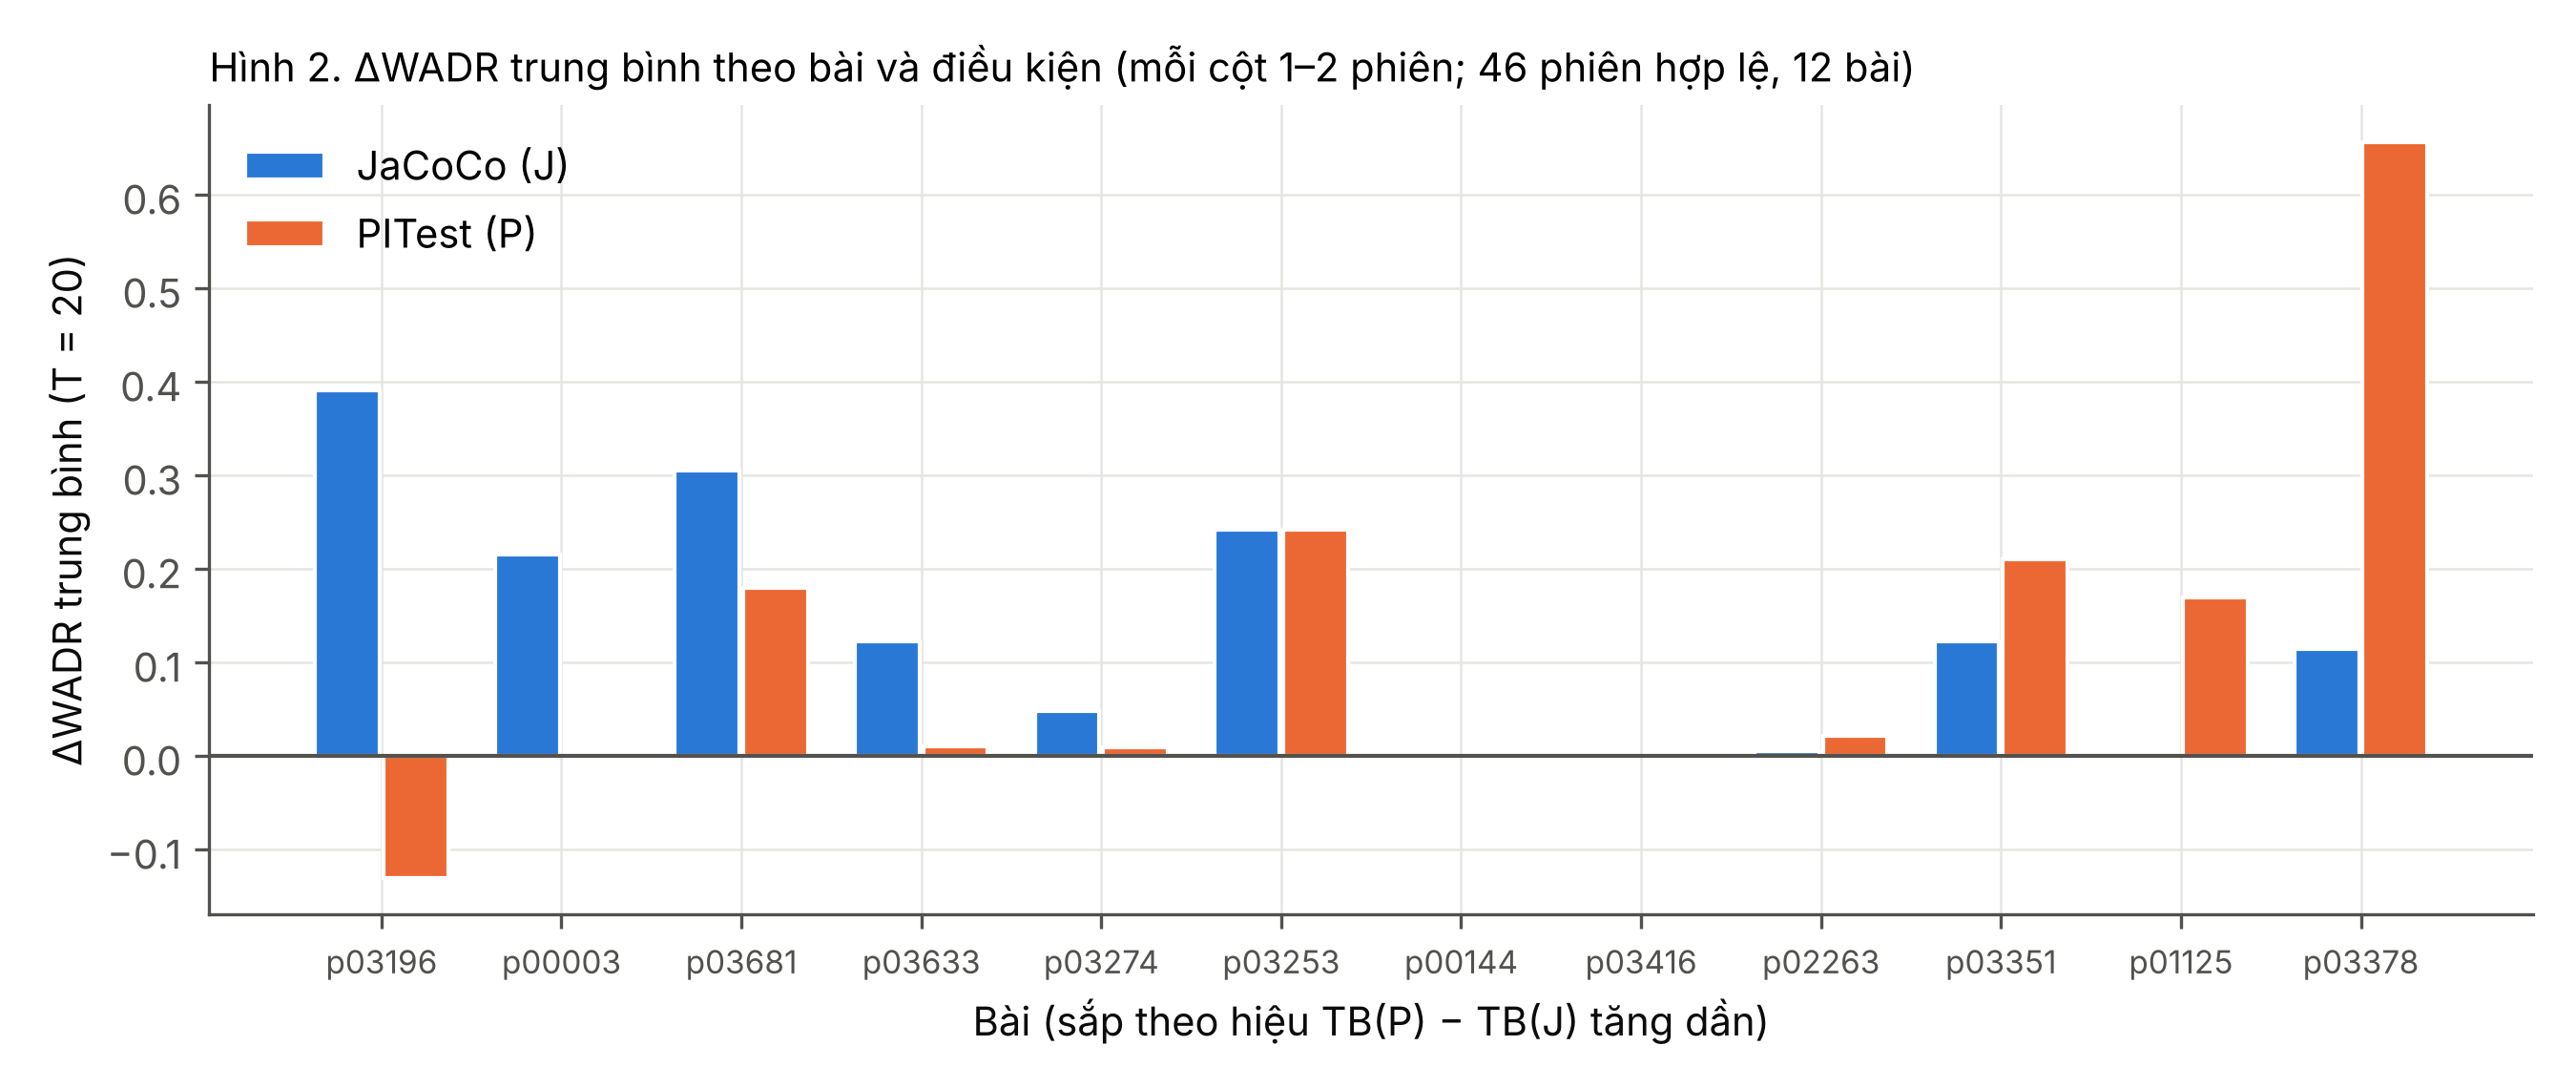 Hình 2. ΔWADR trung bình theo bài và điều kiện (mỗi cột 1–2 phiên; 46 phiên hợp lệ, 12 bài)
JaCoCo (J)
PITest (P)
ΔWADR trung bình (T = 20)
0.6
0.5
0.4
0.3
0.2
0.1
0.0
−0.1
p03196 p00003 p03681 p03633 p03274 p03253 p00144 p03416 p02263 p03351 p01125 p03378
Bài (sắp theo hiệu TB(P) − TB(J) tăng dần)